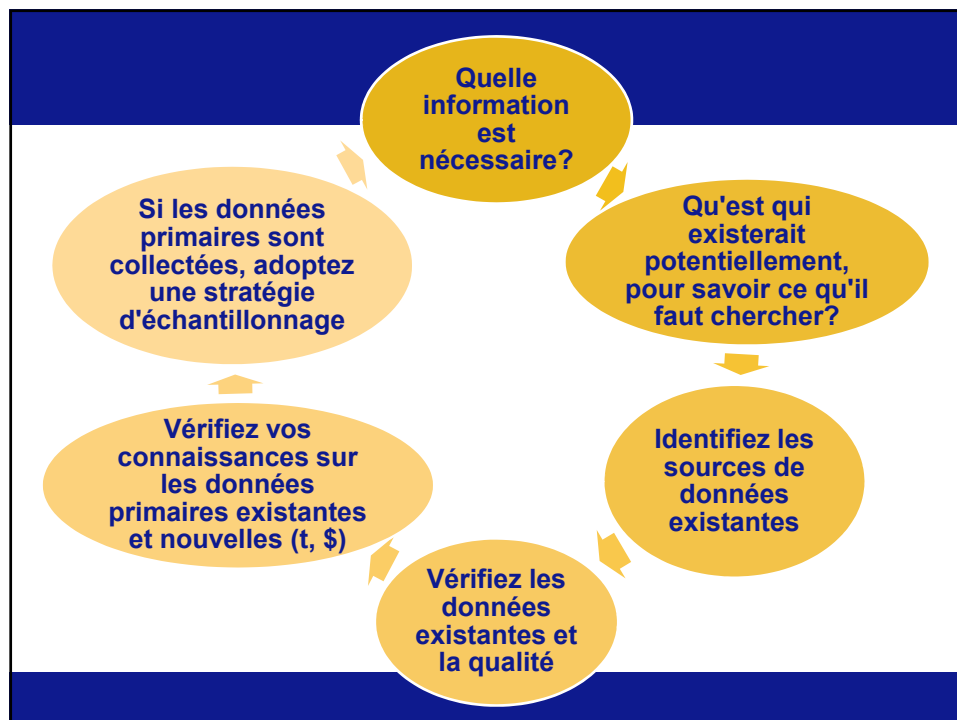 Quelle
information
est
nécessaire?
Qu'est qui
existerait
potentiellement,
pour savoir ce qu'il
faut chercher?
Identifiez les
sources de
données
existantes
Vérifiez les
données
existantes et
la qualité
Vérifiez vos
connaissances sur
les données
primaires existantes
et nouvelles (t, $)
Si les données
primaires sont
collectées, adoptez
une stratégie
d'échantillonnage